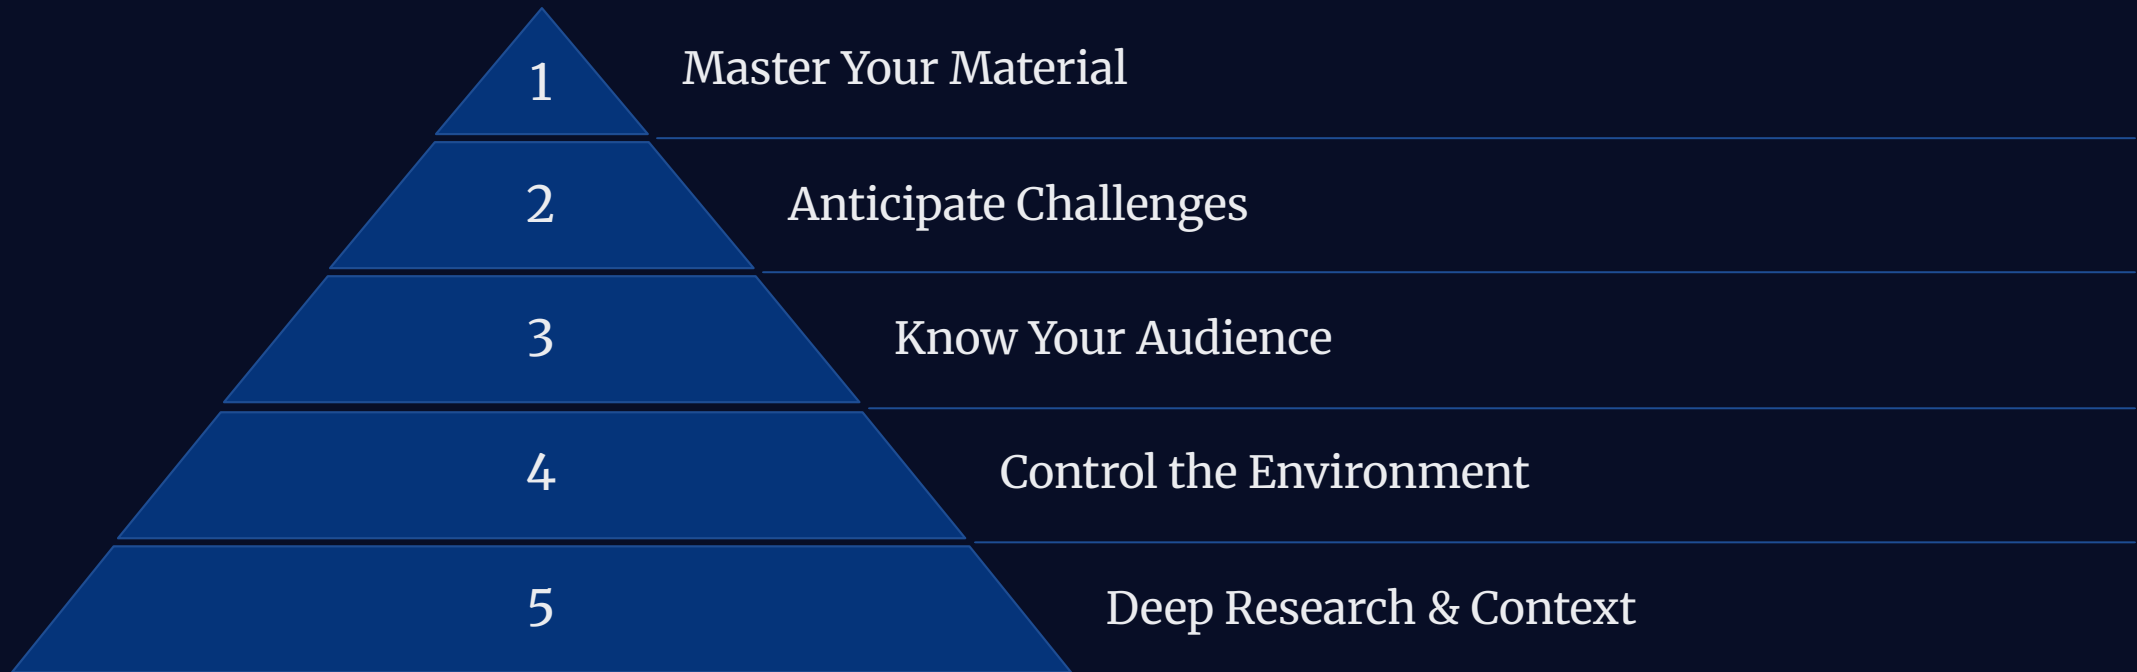 1
Master Your Material
2
Anticipate Challenges
3
Know Your Audience
4
Control the Environment
5
Deep Research & Context